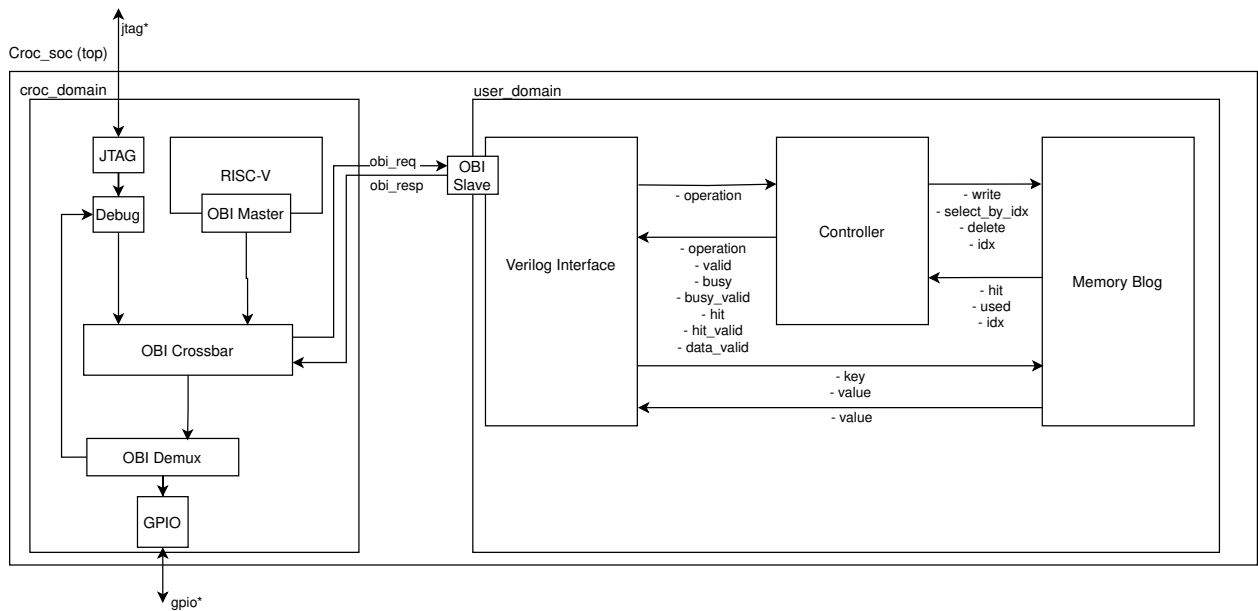 jtag*
Croc_soc (top)
croc_domain
user_domain
JTAG
RISC-V
OBI Master
Debug
OBI Crossbar
OBI Demux
GPIO
gpio*
obi_req
obi_resp
OBI
Slave
Verilog Interface
- operation
- operation
- valid
- busy
- busy_valid
- hit
- hit_valid
- data_valid
Controller
- write
- select_by_idx
- delete
- idx
- hit
- used
- idx
Memory Blog
- key
- value
- value